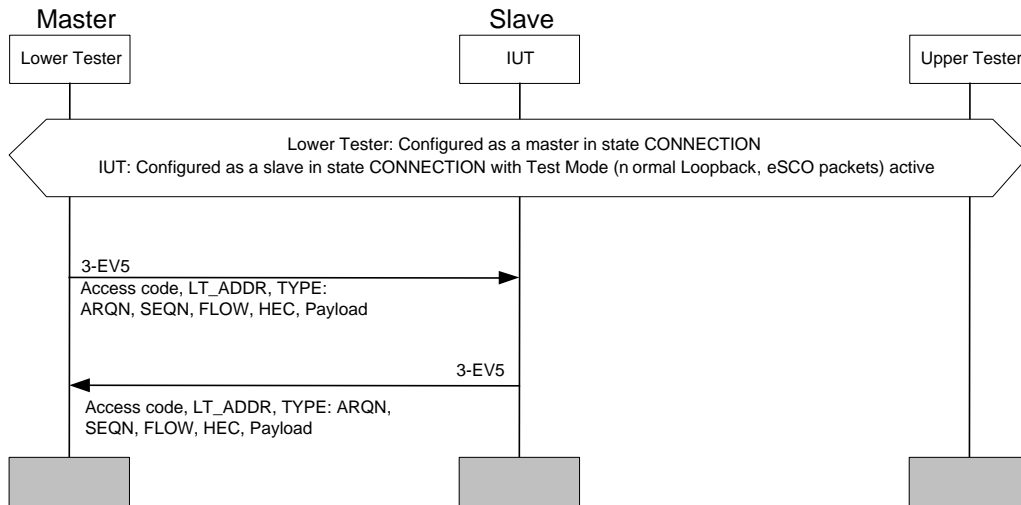 Master
Slave
Lower Tester
IUT
Upper Tester
Lower Tester: Configured as a master in state CONNECTION
IUT: Configured as a slave in state CONNECTION with Test Mode (n ormal Loopback, eSCO packets) active
3-EV5
Access code, LT_ADDR, TYPE:
ARQN, SEQN, FLOW, HEC, Payload
3-EV5
Access code, LT_ADDR, TYPE: ARQN,
SEQN, FLOW, HEC, Payload